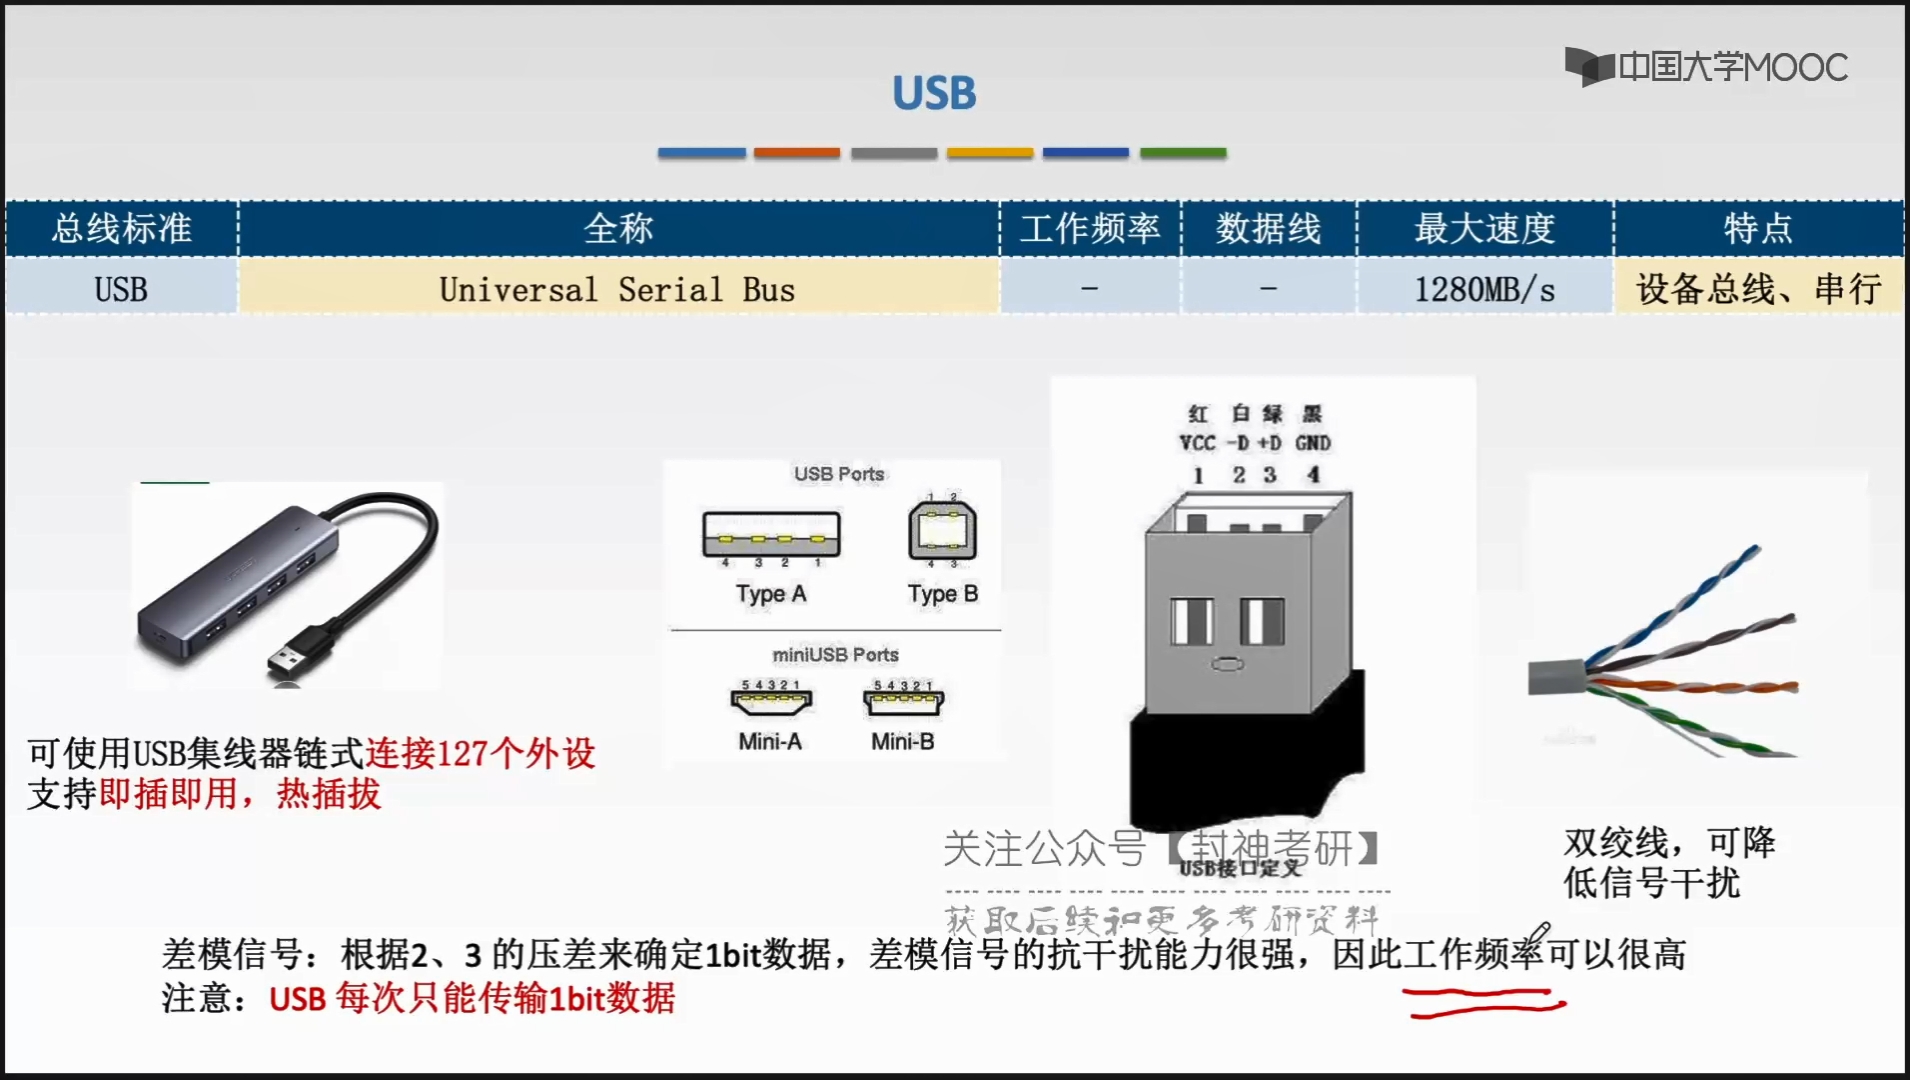 中国大学MOOC
USB
总线标准 全称 工作频率 数据线 最大速度 特点
USB Universal Serial Bus - - 1280MB/s 设备总线、串行
红 白 绿 黑
VCC -D +D GND
1 2 3 4
USB Ports
1 2
4 3 2 1
4 3
Type A Type B
miniUSB Ports
5 4 3 2 1 5 4 3 2 1
Mini-A Mini-B
可使用USB集线器链式连接127个外设
支持即插即用，热插拔
关注公众号【封神考研】
USB接口定义
获取后续和更多考研资料
双绞线，可降
低信号干扰
差模信号：根据2、3 的压差来确定1bit数据，差模信号的抗干扰能力很强，因此工作频率可以很高
注意：USB 每次只能传输1bit数据